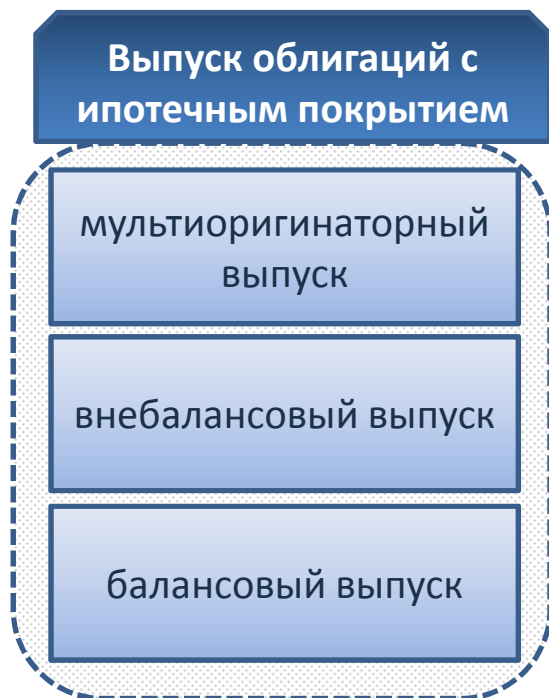 Выпуск облигаций с
ипотечным покрытием
мультиоригинаторный
выпуск
внебалансовый выпуск
балансовый выпуск